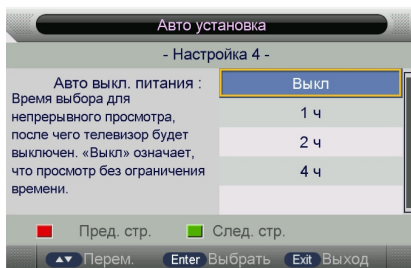 Авто установка
- Настройка 4 -
Авто выкл. питания :
Время выбора для
непрерывного просмотра,
после чего телевизор будет
выключен. «Выкл» означает,
что просмотр без ограничения
времени.
Выкл
1 ч
2 ч
4 ч
Пред. стр.
След. стр.
Перем.
Enter Выбрать
Exit Выход